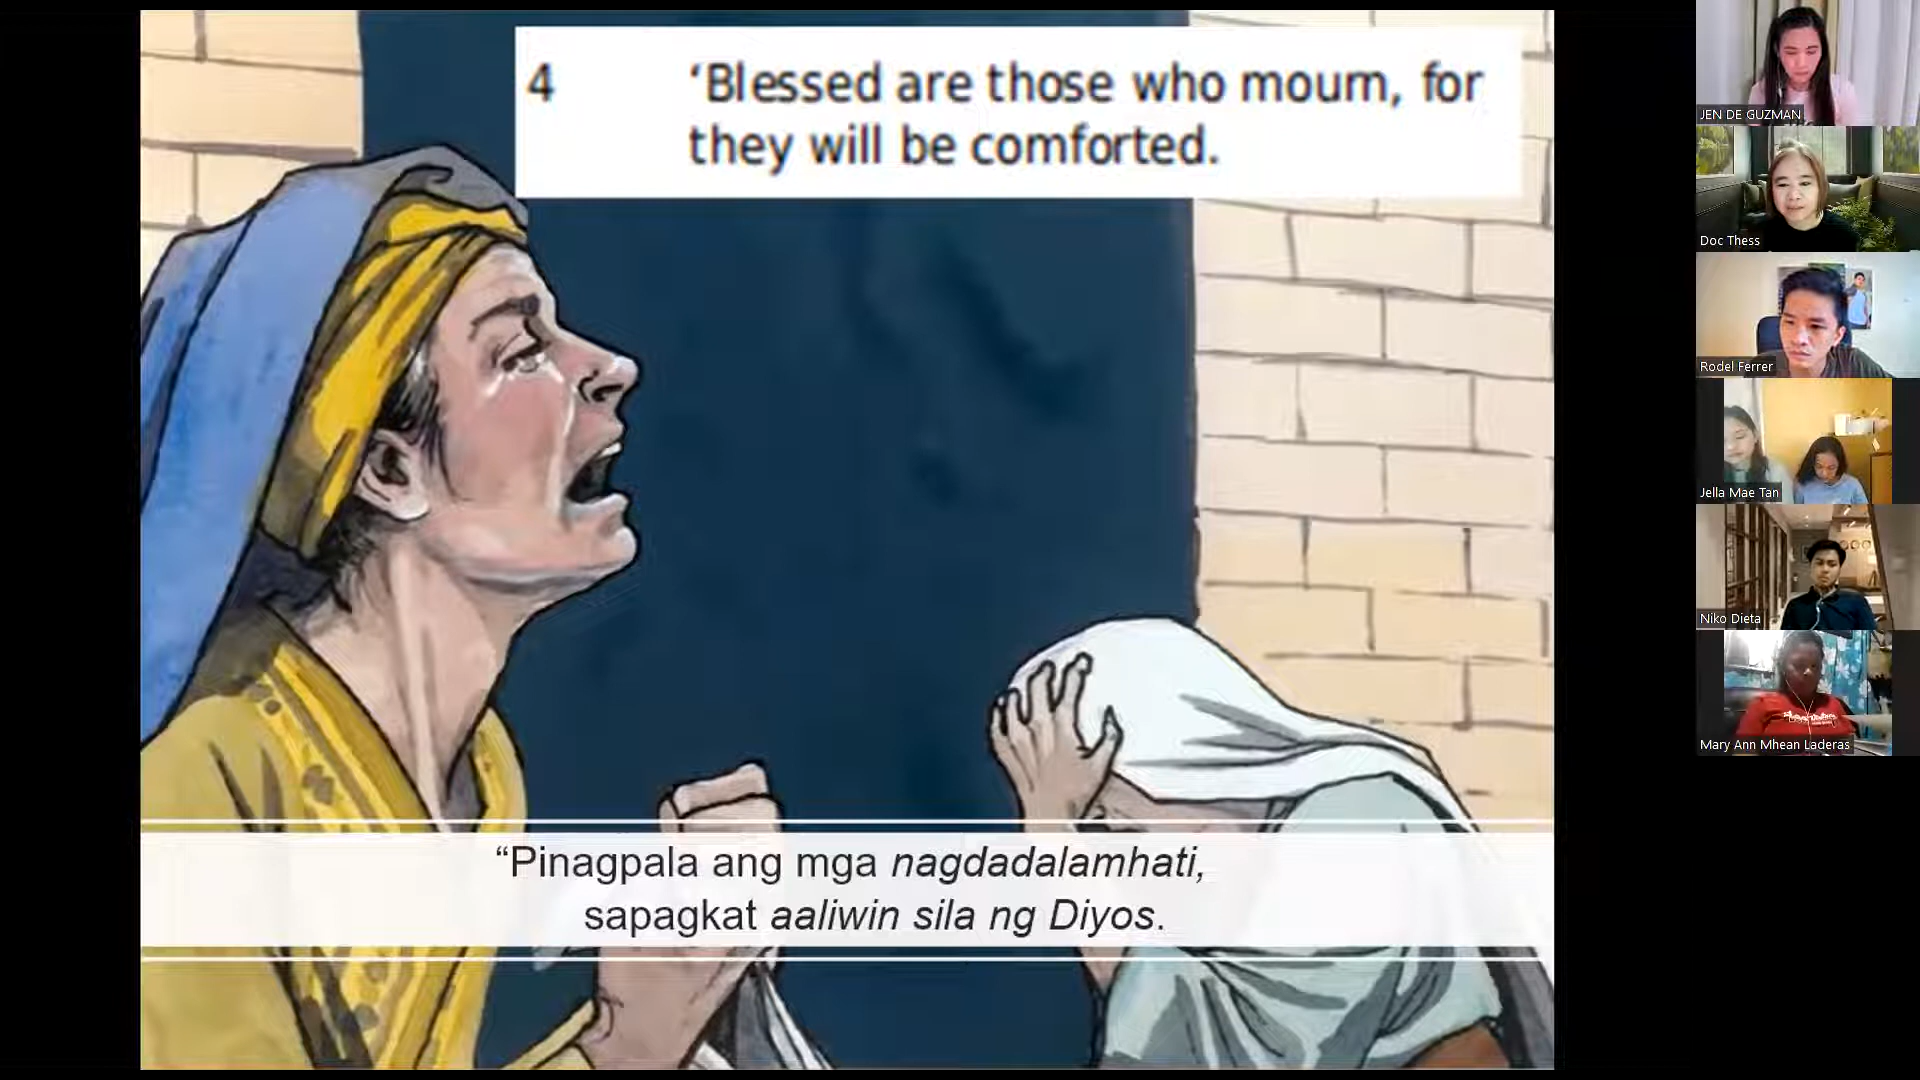 4 ‘Blessed are those who mourn, for
they will be comforted.
“Pinagpala ang mga nagdadalamhati,
sapagkat aaliwin sila ng Diyos.
JEN DE GUZMAN
Doc Thess
Rodel Ferrer
Jella Mae Tan
Niko Dieta
Mary Ann Mhean Laderas